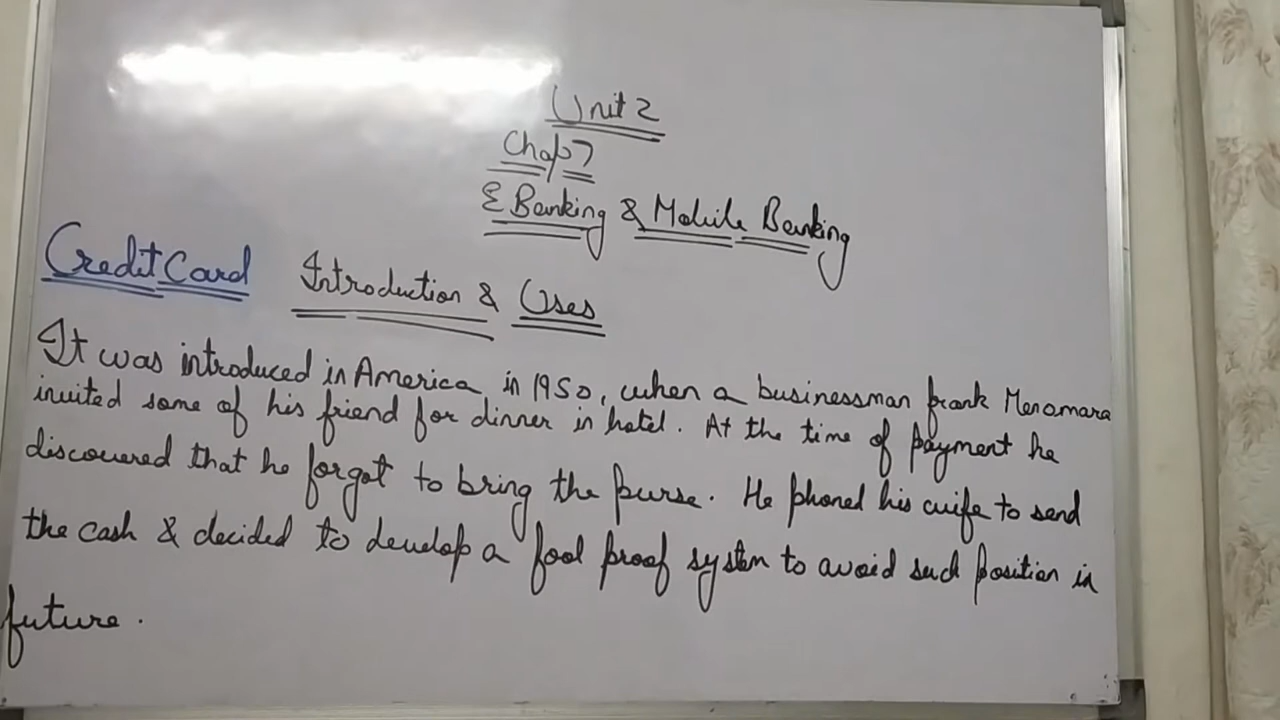 Unit 2
Chap 7
E Banking & Mobile Banking
Credit Card Introduction & Uses
It was introduced in America in 1950, when a businessman frank Menamara
invited some of his friend for dinner in hotel. At the time of payment he
discovered that he forgot to bring the purse. He phoned his wife to send
the cash & decided to develop a fool proof system to avoid such position in
future.